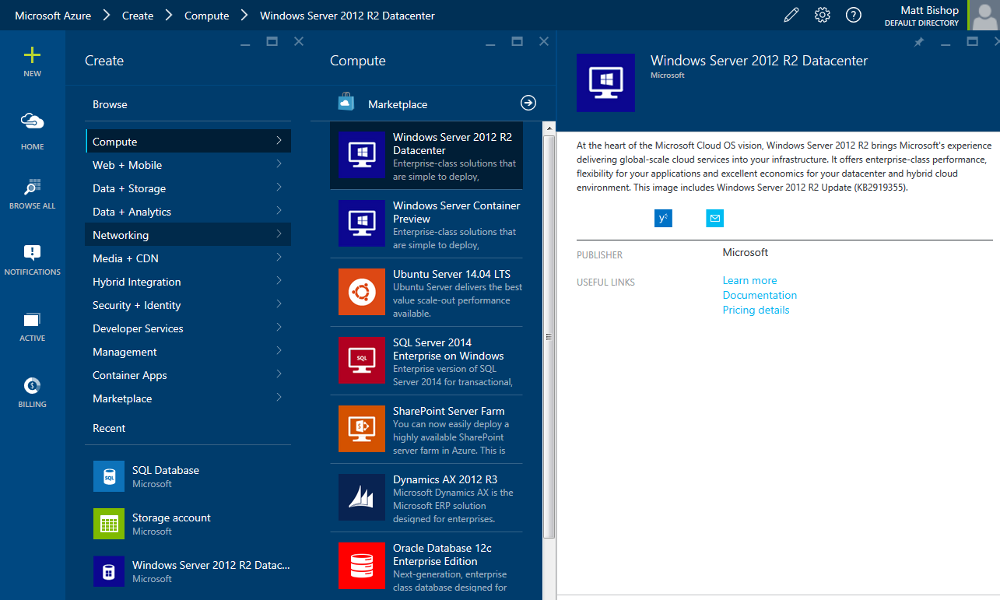 Microsoft Azure > Create > Compute > Windows Server 2012 R2 Datacenter
Matt Bishop
DEFAULT DIRECTORY
NEW
HOME
BROWSE ALL
NOTIFICATIONS
ACTIVE
BILLING
Create
Browse
Compute
Web + Mobile
Data + Storage
Data + Analytics
Networking
Media + CDN
Hybrid Integration
Security + Identity
Developer Services
Management
Container Apps
Marketplace
Recent
SQL
SQL Database
Microsoft
Storage account
Microsoft
Windows Server 2012 R2 Datac...
Microsoft
Compute
Marketplace
Windows Server 2012 R2
Datacenter
Enterprise-class solutions that
are simple to deploy,
Windows Server Container
Preview
Enterprise-class solutions that
are simple to deploy,
Ubuntu Server 14.04 LTS
Ubuntu Server delivers the best
value scale-out performance
available.
SQL
SQL Server 2014
Enterprise on Windows
Enterprise version of SQL
Server 2014 for transactional,
SharePoint Server Farm
You can now easily deploy a
highly available SharePoint
server farm in Azure. This is
Dynamics AX 2012 R3
Microsoft Dynamics AX is the
Microsoft ERP solution
designed for enterprises.
Oracle Database 12c
Enterprise Edition
Next-generation, enterprise
class database designed for
Windows Server 2012 R2 Datacenter
Microsoft
At the heart of the Microsoft Cloud OS vision, Windows Server 2012 R2 brings Microsoft's experience
delivering global-scale cloud services into your infrastructure. It offers enterprise-class performance,
flexibility for your applications and excellent economics for your datacenter and hybrid cloud
environment. This image includes Windows Server 2012 R2 Update (KB2919355).
PUBLISHER
Microsoft
USEFUL LINKS
Learn more
Documentation
Pricing details